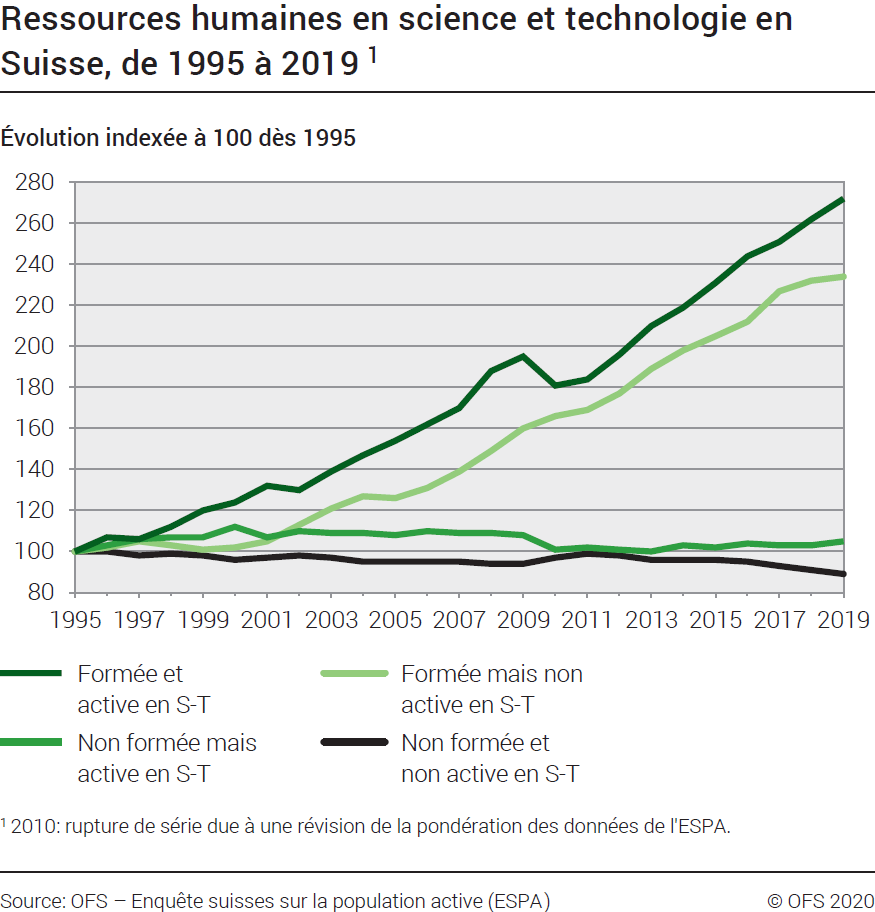 Ressources humaines en science et technologie en
Suisse, de 1995 à 2019 ¹
Évolution indexée à 100 dès 1995
280
260
240
220
200
180
160
140
120
100
80
1995 1997 1999 2001 2003 2005 2007 2009 2011 2013 2015 2017 2019
Formée et
active en S-T
Formée mais non
active en S-T
Non formée mais
active en S-T
Non formée et
non active en S-T
¹ 2010: rupture de série due à une révision de la pondération des données de l'ESPA.
Source: OFS – Enquête suisses sur la population active (ESPA)
© OFS 2020